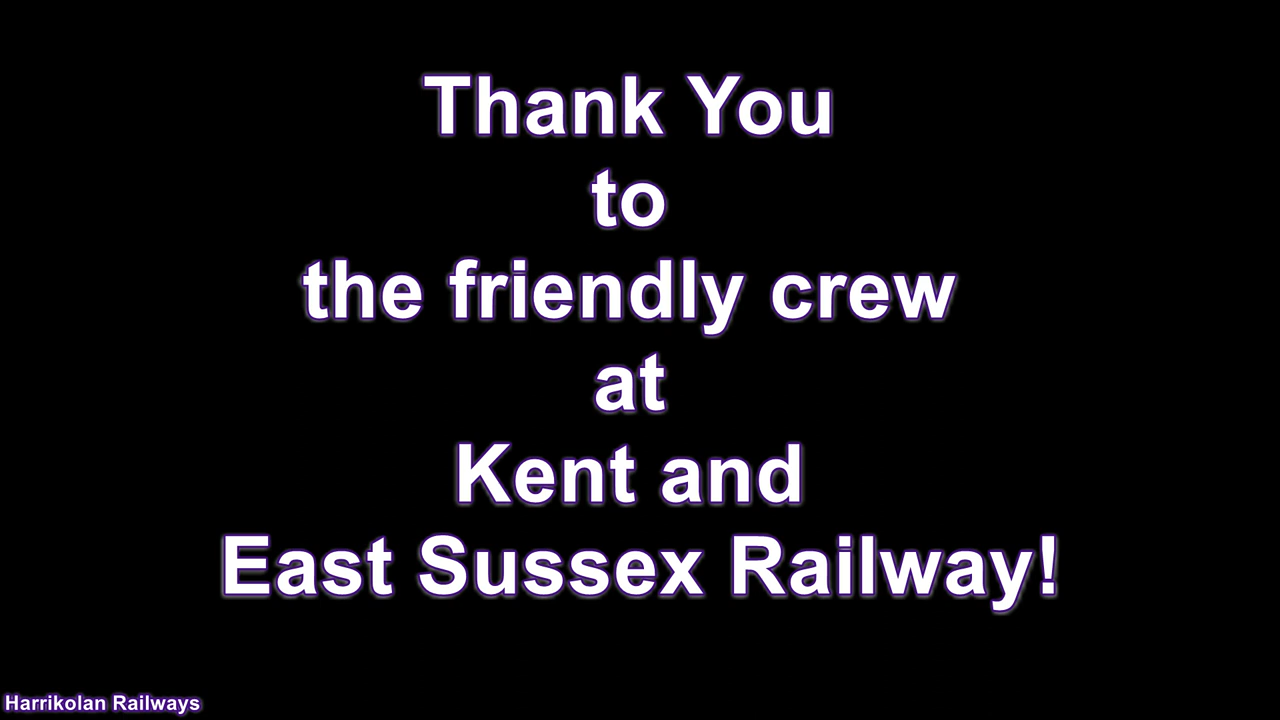 Thank You
to
the friendly crew
at
Kent and
East Sussex Railway!
Harrikolan Railways